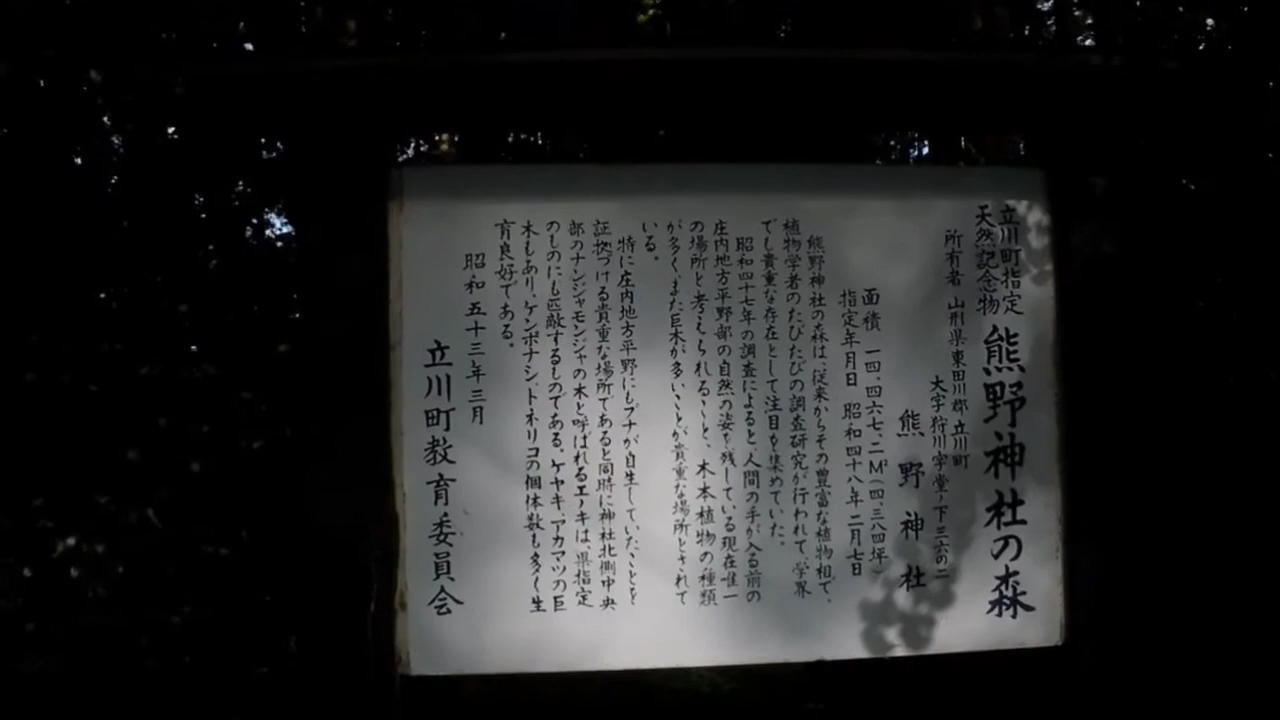 立川町指定
天然記念物
熊野神社の森
所有者 山形県東田川郡立川町
大字狩川字堂ノ下三六の二
熊野神社
面積 一四、四六七、二M²(四、三八四坪)
指定年月日 昭和四十八年二月七日
熊野神社の森は、従来からその豊富な植物相で、
植物学者のたびたびの調査研究が行われて、学界
でも貴重な存在として注目を集めていた。
昭和四十七年の調査によると、人間の手が入る前の
庄内地方平野部の自然の姿を残している現在唯一
の場所と考えられること、木本植物の種類
が多く、また巨木が多いことが貴重な場所とされて
いる。
特に庄内地方平野にもブナが自生していたことを
証拠づける貴重な場所であると同時に神社北側中央
部のナンジャモンジャの木と呼ばれるエノキは、県指定
のものにも匹敵するものである。ケヤキ、アカマツの巨
木もあり、ケンポナシ、トネリコの個体数も多く生
育良好である。
昭和五十三年三月
立川町教育委員会